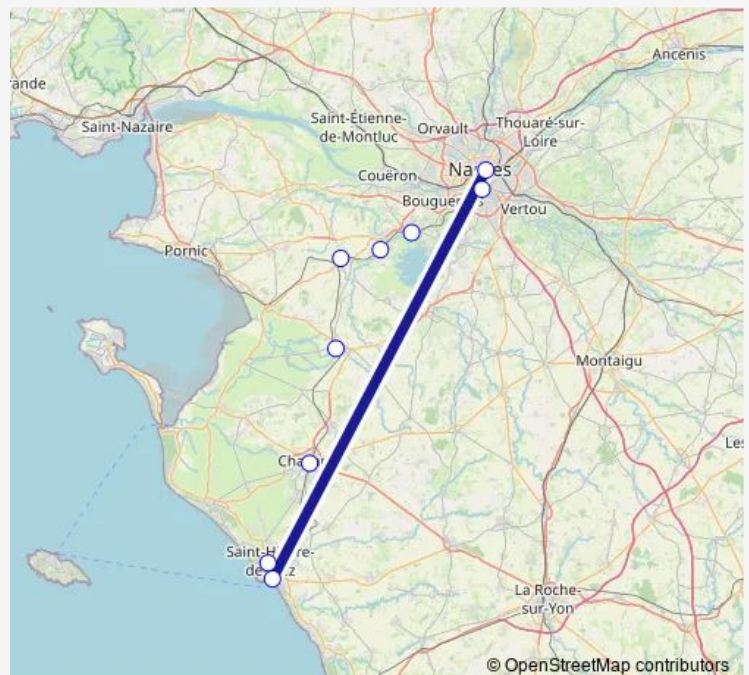 Ancenis
rande
Saint-Nazaire
Saint-Étienne-
de-Montluc
Orvault
Thouaré-sur-
Loire
Couëron
Vertou
Pornic
Montaigu
Les
La Roche-
sur-Yon
© OpenStreetMap contributors